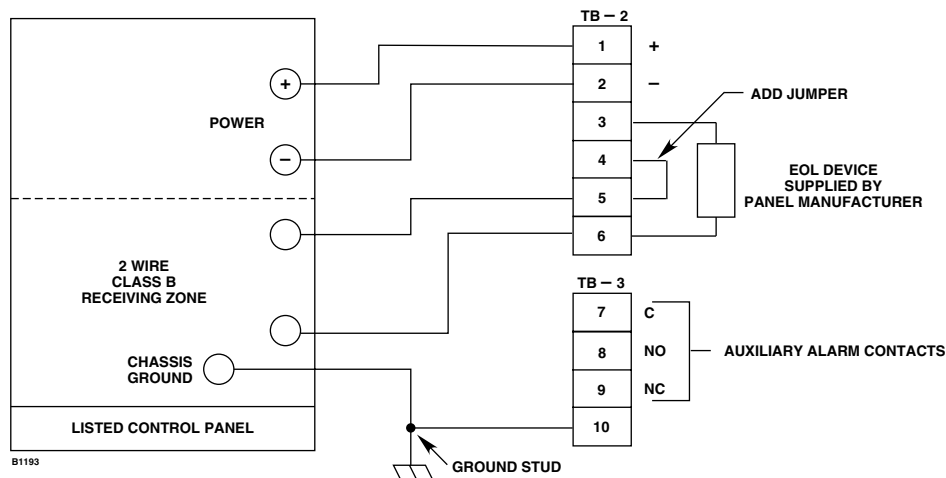 TB – 2
1 +
2 –
3
4
5
6
+
POWER
–
ADD JUMPER
EOL DEVICE
SUPPLIED BY
PANEL MANUFACTURER
2 WIRE
CLASS B
RECEIVING ZONE
CHASSIS
GROUND
LISTED CONTROL PANEL
B1193
TB – 3
7 C
8 NO
9 NC
10
AUXILIARY ALARM CONTACTS
GROUND STUD